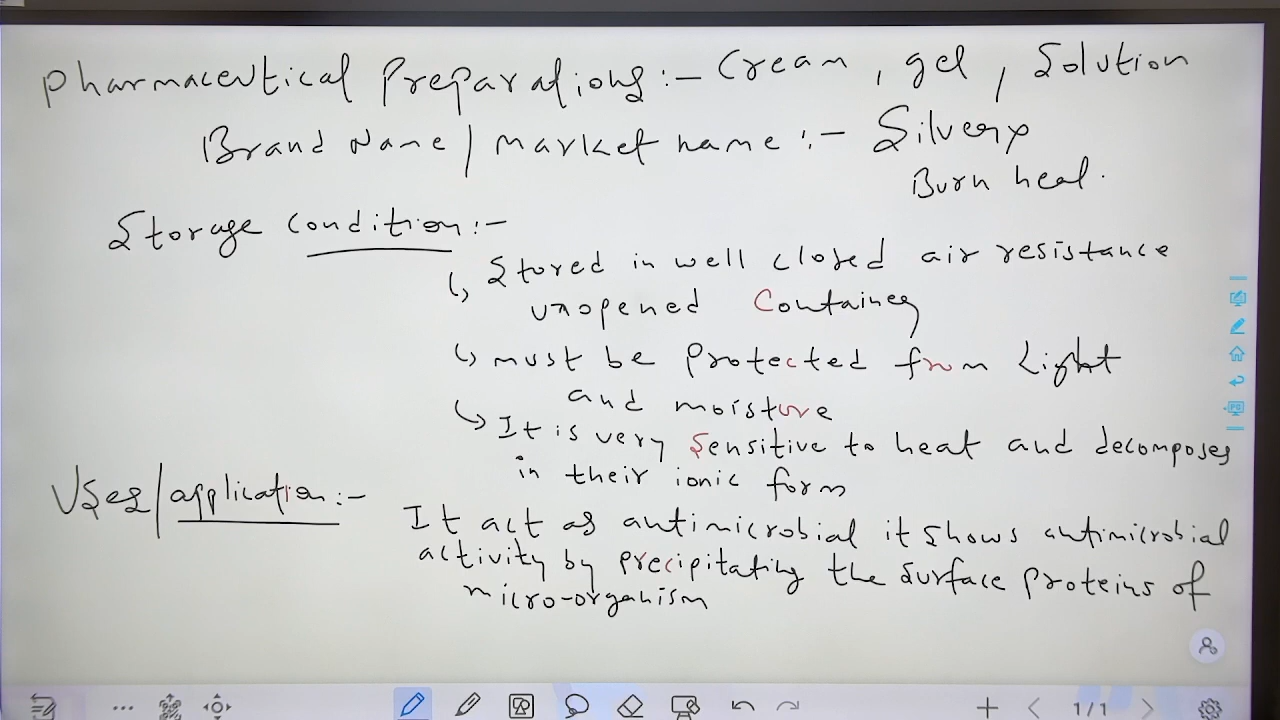 Pharmaceutical Preparations:- Cream, gel, Solution
Brand Name/market name:- Silverx
Burn heal.
Storage condition:-
Stored in well closed air resistance
unopened Container
must be Protected from Light
and moisture
It is very Sensitive to heat and decomposes
in their ionic form
Uses/application:-
It act as antimicrobial it shows antimicrobial
activity by precipitating the surface proteins of
micro-organism
1/1